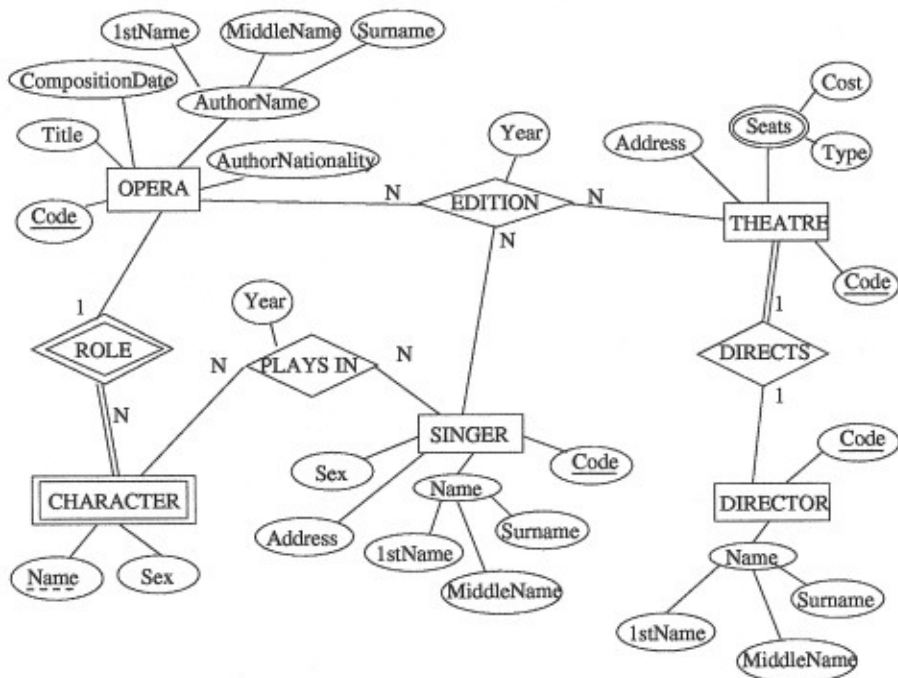 1stName
MiddleName
Surname
CompositionDate
AuthorName
Cost
Seats
Title
Year
Address
Type
AuthorNationality
OPERA
N
EDITION
N
THEATRE
Code
N
Code
1
Year
1
ROLE
N
PLAYS IN
N
DIRECTS
N
1
SINGER
Code
Sex
Code
CHARACTER
Name
DIRECTOR
Address
Surname
1stName
Name
Name
Sex
MiddleName
Surname
1stName
MiddleName